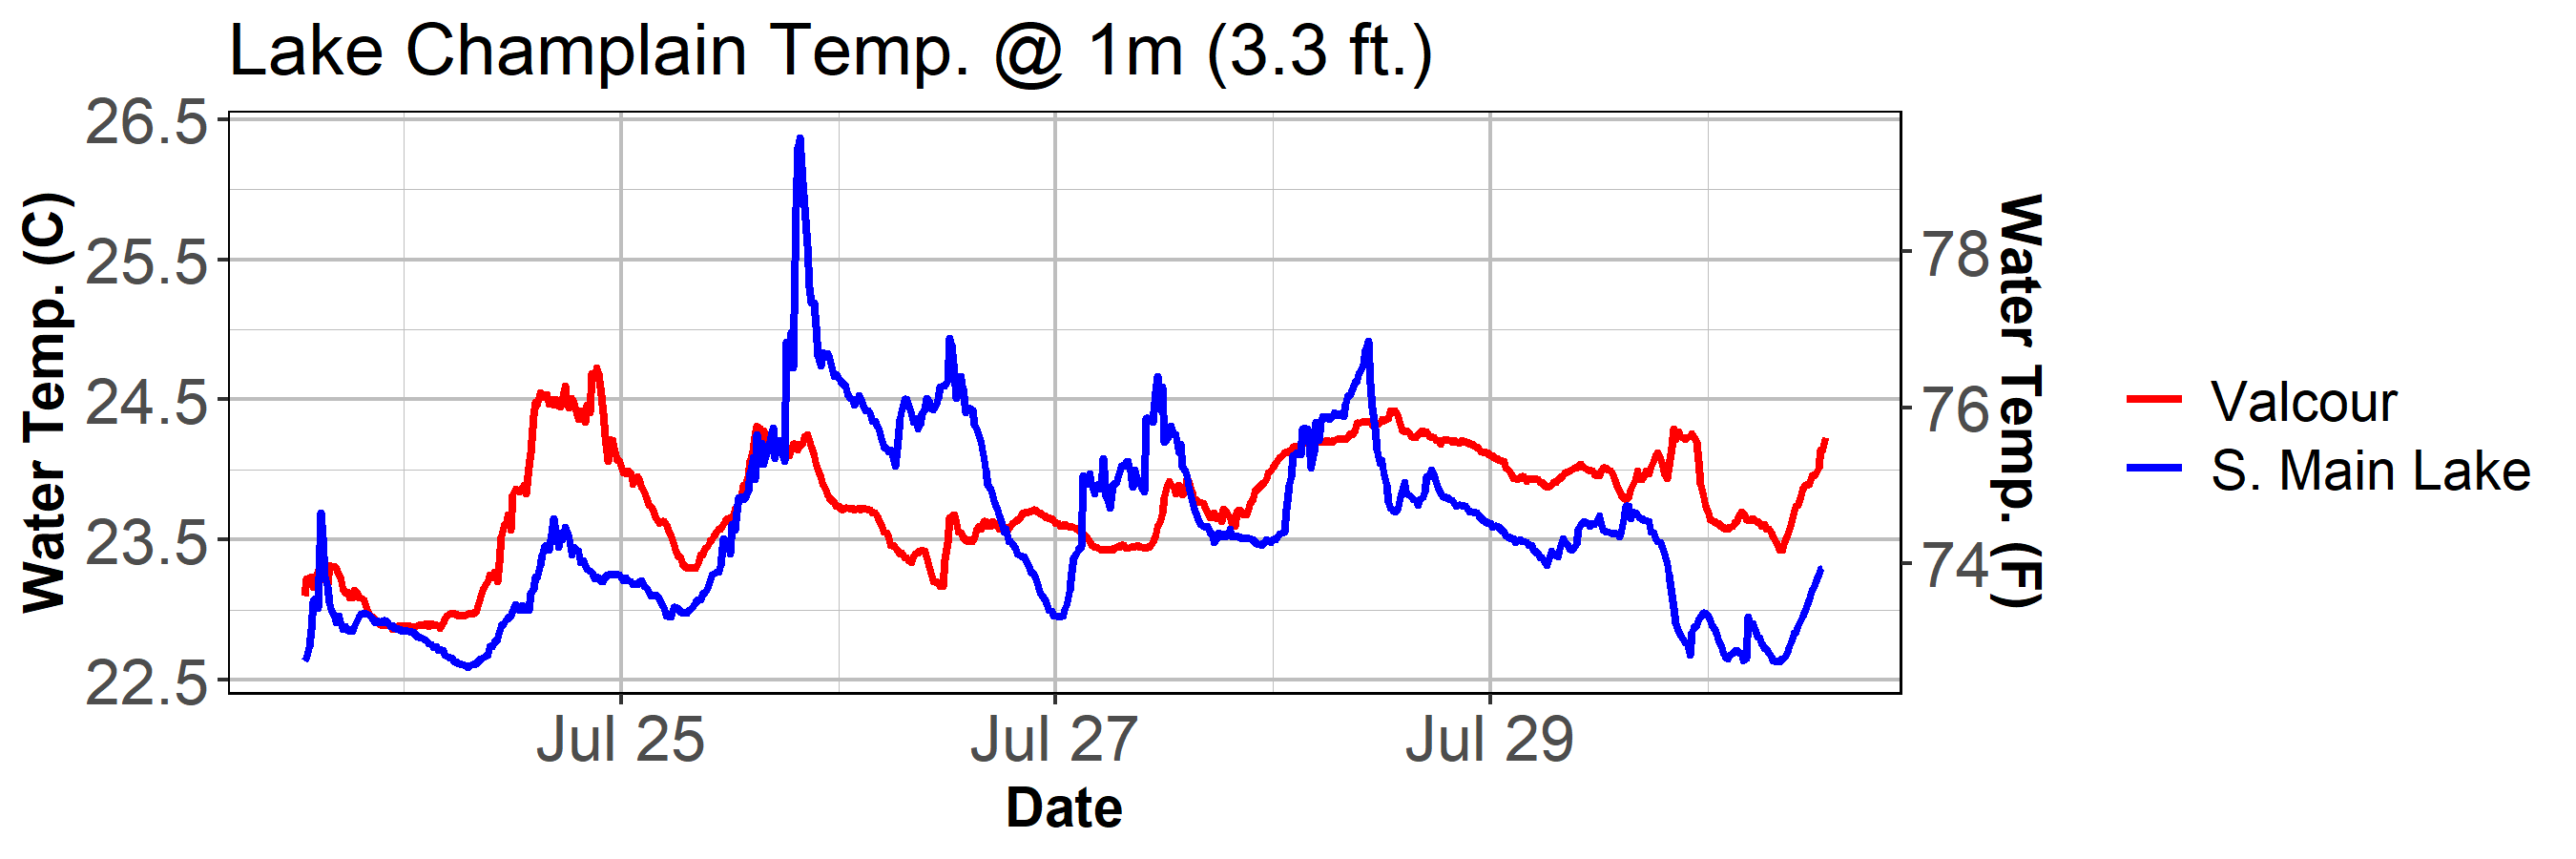 Lake Champlain Temp. @ 1m (3.3 ft.)
Water Temp. (C)
26.5
25.5
24.5
23.5
22.5
78
76
74
Water Temp. (F)
Jul 25
Jul 27
Jul 29
Date
Valcour
S. Main Lake